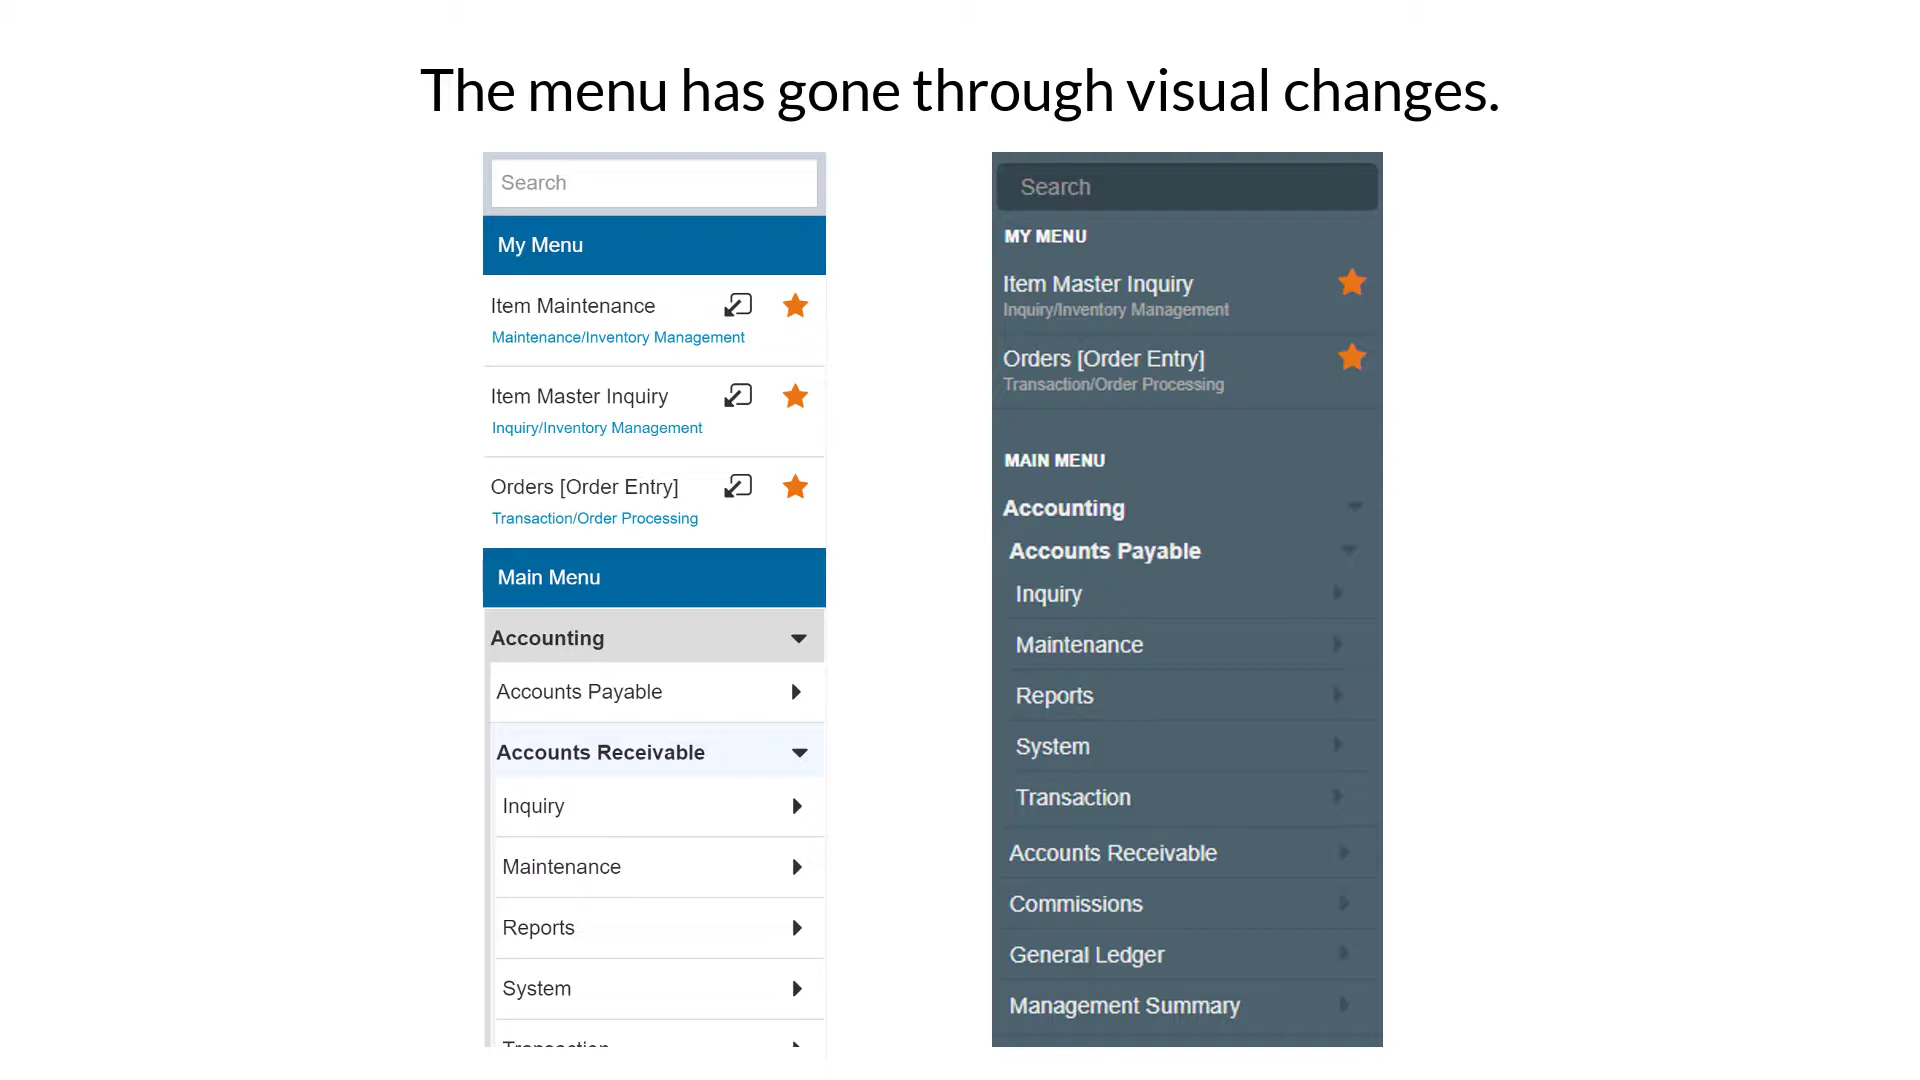 The menu has gone through visual changes.
Search
My Menu
Item Maintenance
Maintenance/Inventory Management
Item Master Inquiry
Inquiry/Inventory Management
Orders [Order Entry]
Transaction/Order Processing
Main Menu
Accounting
Accounts Payable
Accounts Receivable
Inquiry
Maintenance
Reports
System
Transaction
Search
MY MENU
Item Master Inquiry
Inquiry/Inventory Management
Orders [Order Entry]
Transaction/Order Processing
MAIN MENU
Accounting
Accounts Payable
Inquiry
Maintenance
Reports
System
Transaction
Accounts Receivable
Commissions
General Ledger
Management Summary